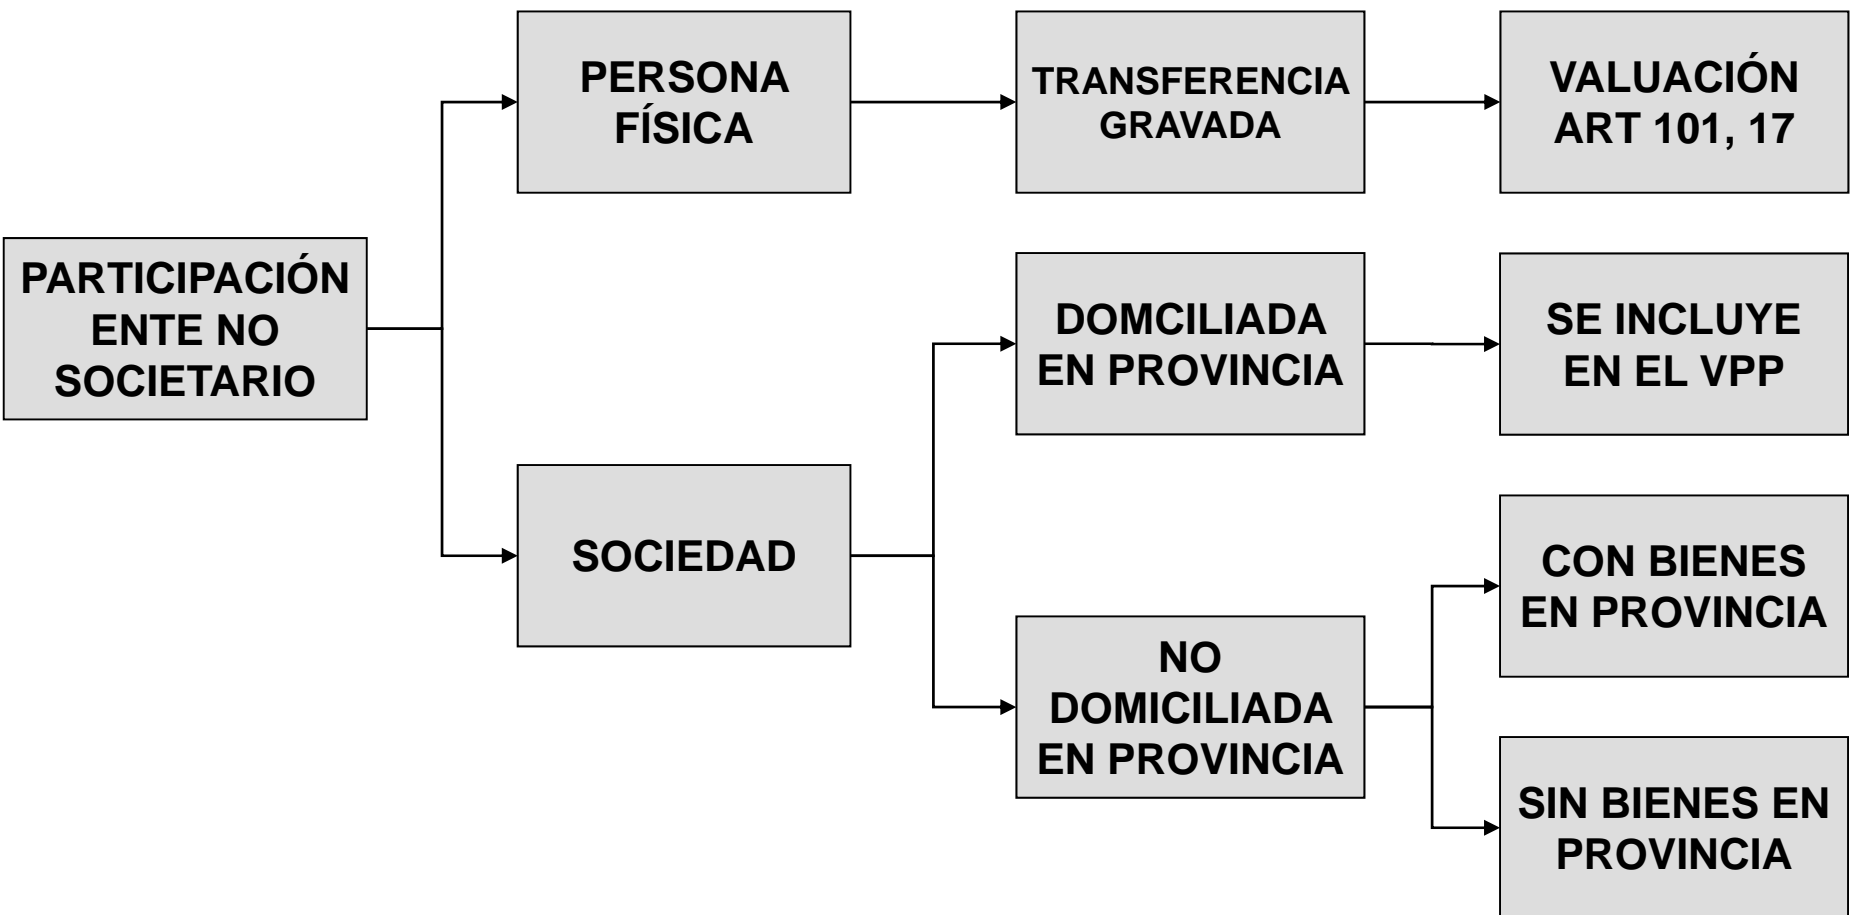 PERSONA
FÍSICA
TRANSFERENCIA
GRAVADA
VALUACIÓN
ART 101, 17
PARTICIPACIÓN
ENTE NO
SOCIETARIO
DOMCILIADA
EN PROVINCIA
SE INCLUYE
EN EL VPP
SOCIEDAD
CON BIENES
EN PROVINCIA
NO
DOMICILIADA
EN PROVINCIA
SIN BIENES EN
PROVINCIA